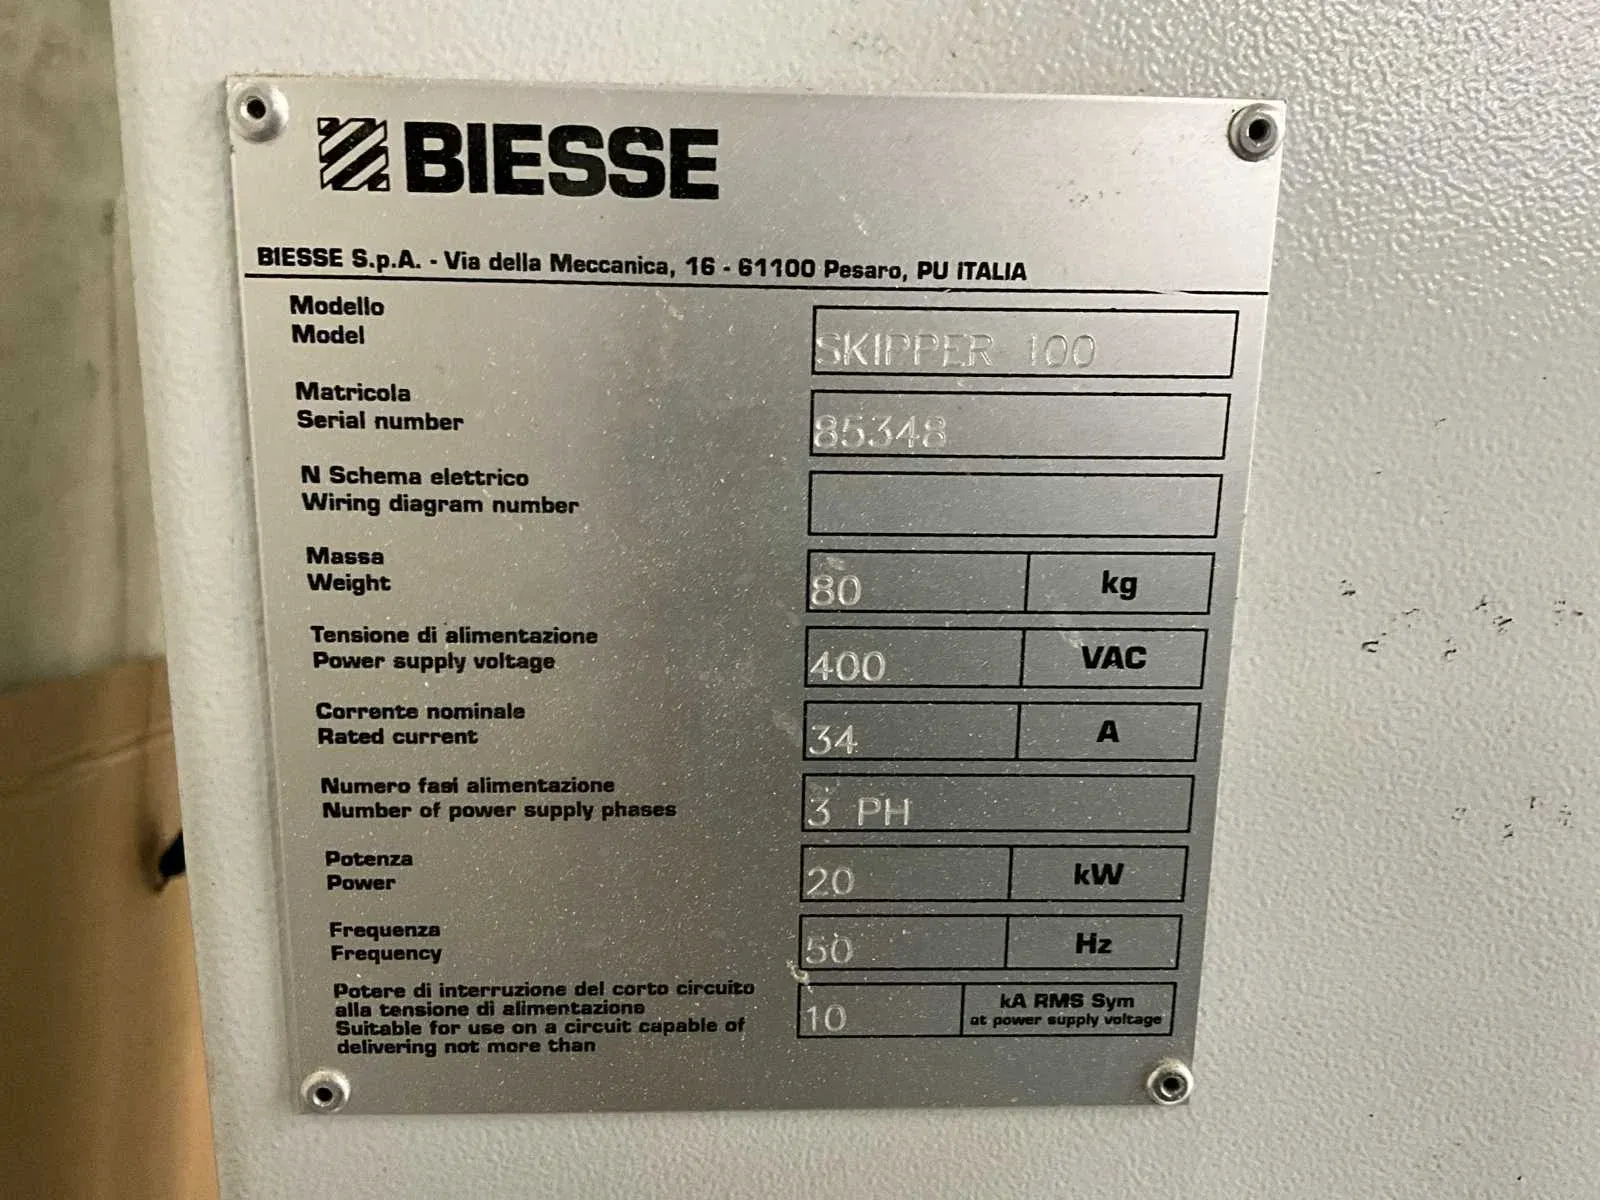 BIESSE
BIESSE S.p.A. - Via della Meccanica, 16 - 61100 Pesaro, PU ITALIA
Modello
Model
SKIPPER 100
Matricola
Serial number
85348
N Schema elettrico
Wiring diagram number
Massa
Weight
80 kg
Tensione di alimentazione
Power supply voltage
400 VAC
Corrente nominale
Rated current
34 A
Numero fasi alimentazione
Number of power supply phases
3 PH
Potenza
Power
20 kW
Frequenza
Frequency
50 Hz
Potere di interruzione del corto circuito
alla tensione di alimentazione
Suitable for use on a circuit capable of
delivering not more than
10 kA RMS Sym
at power supply voltage